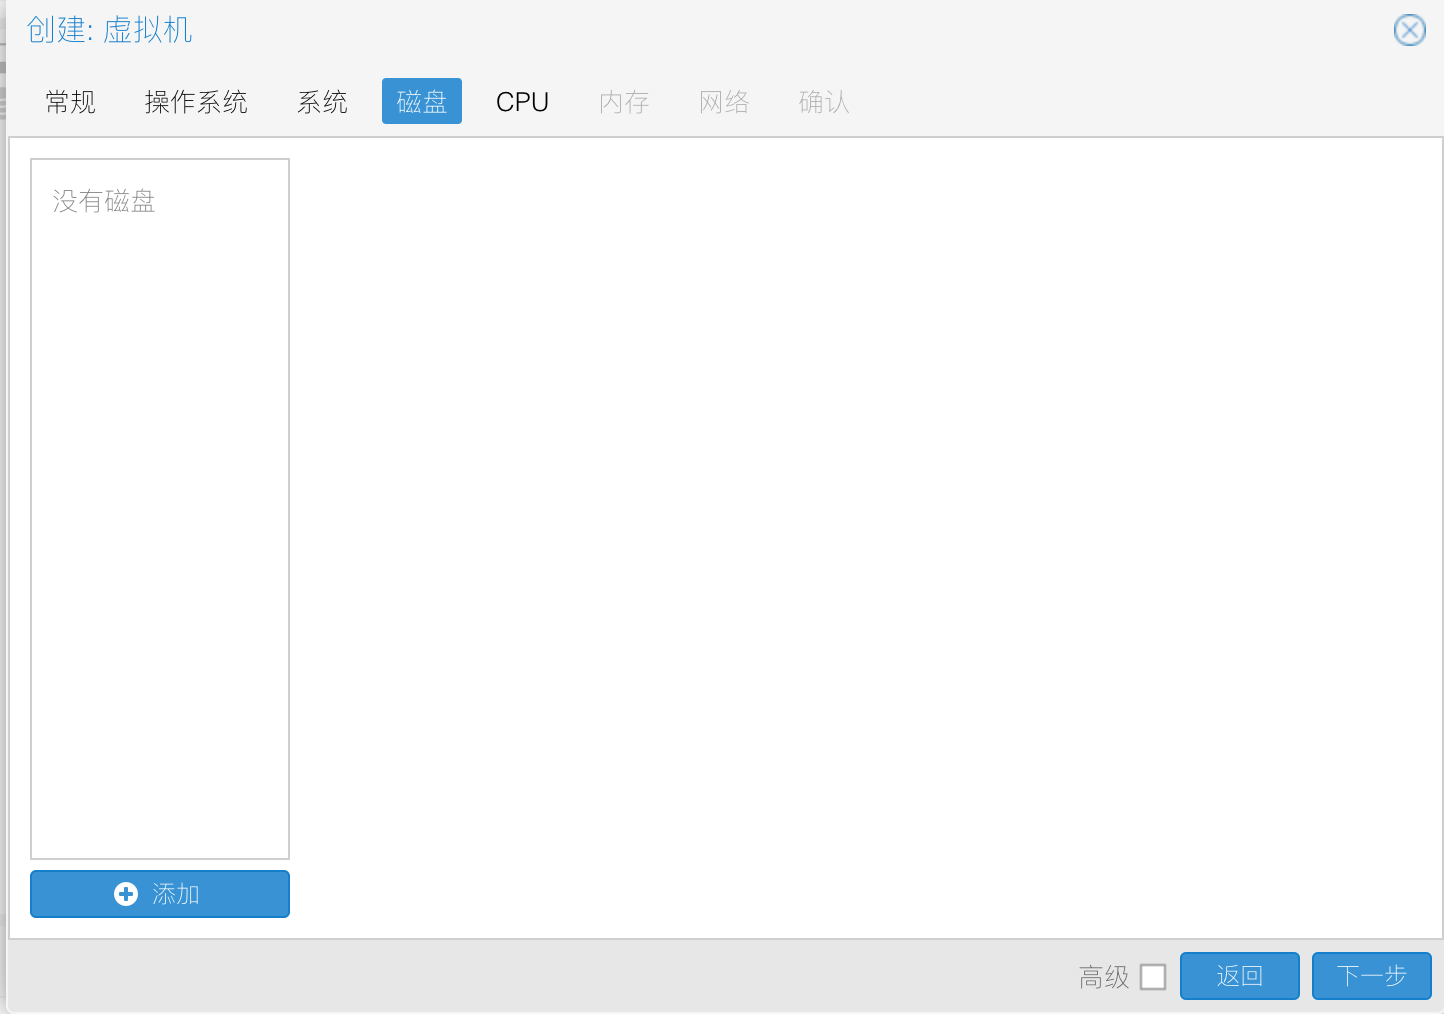 创建: 虚拟机
常规 操作系统 系统 磁盘 CPU 内存 网络 确认
没有磁盘
添加
高级 返回 下一步